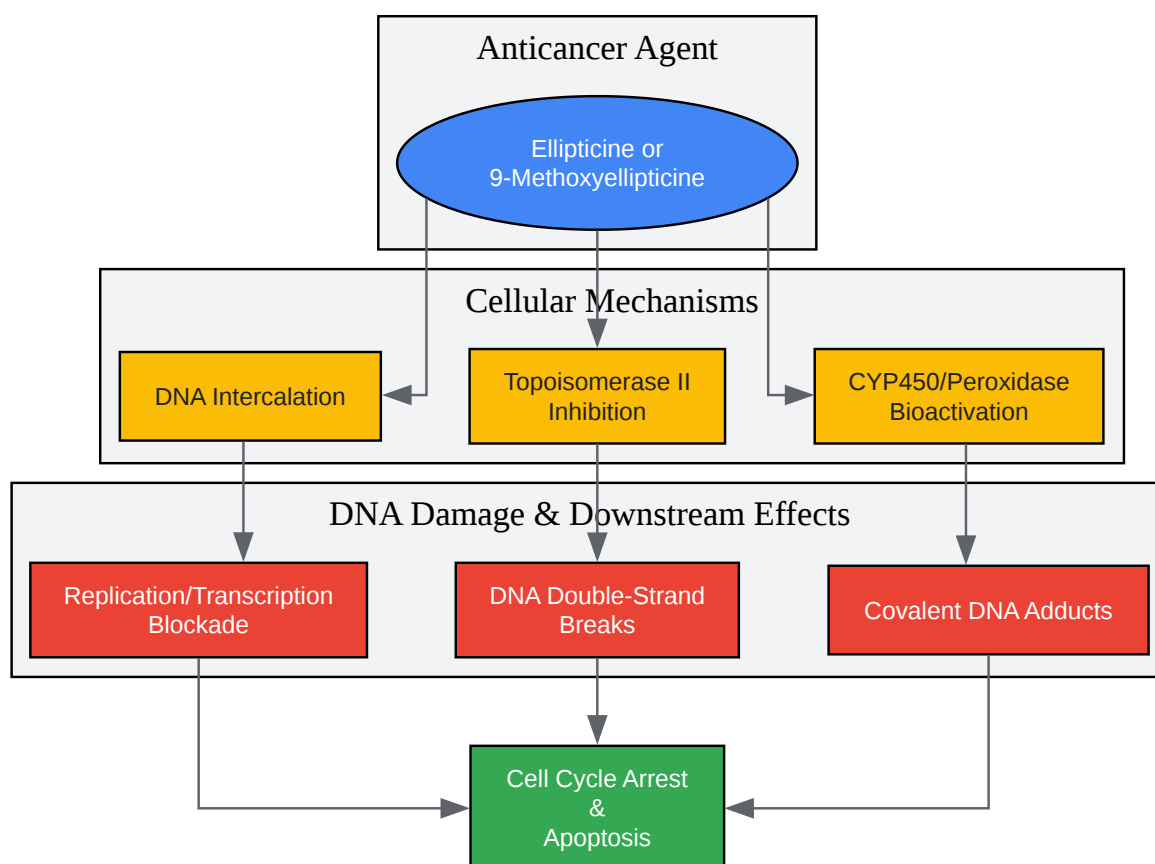 Anticancer Agent
Ellipticine or
9-Methoxyellipticine
Cellular Mechanisms
DNA Intercalation
Topoisomerase II
Inhibition
CYP450/Peroxidase
Bioactivation
DNA Damage & Downstream Effects
Replication/Transcription
Blockade
DNA Double-Strand
Breaks
Covalent DNA Adducts
Cell Cycle Arrest
&
Apoptosis